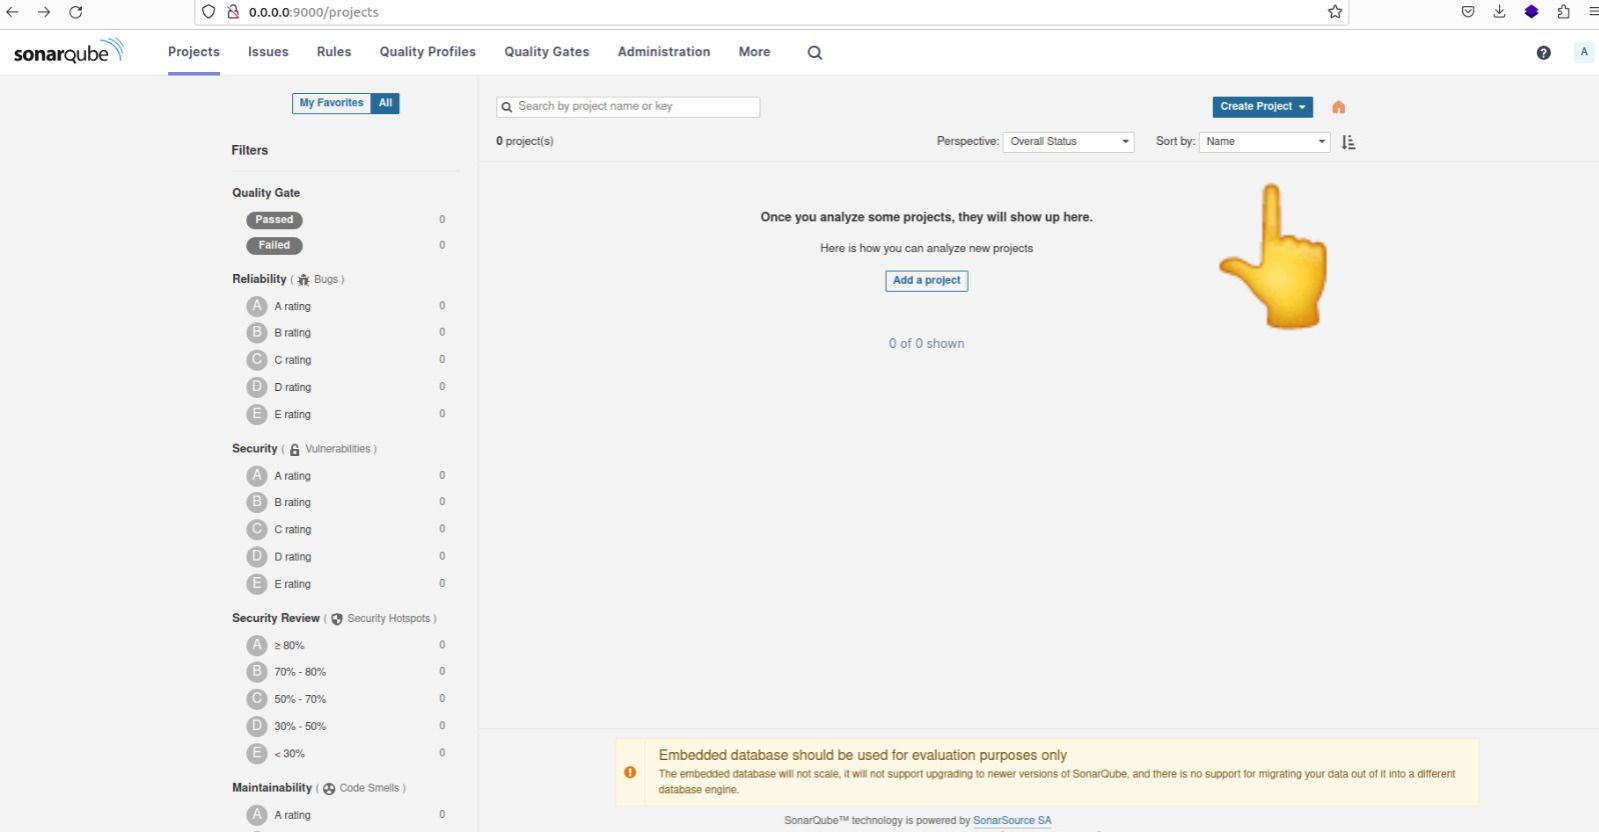 0.0.0.0:9000/projects
sonarqube Projects Issues Rules Quality Profiles Quality Gates Administration More ? A
My Favorites All
Filters
Quality Gate
Passed 0
Failed 0
Reliability ( Bugs )
A A rating 0
B B rating 0
C C rating 0
D D rating 0
E E rating 0
Security ( Vulnerabilities )
A A rating 0
B B rating 0
C C rating 0
D D rating 0
E E rating 0
Security Review ( Security Hotspots )
A ≥ 80% 0
B 70% - 80% 0
C 50% - 70% 0
D 30% - 50% 0
E < 30% 0
Maintainability ( Code Smells )
A A rating 0
Search by project name or key
Create Project
0 project(s)
Perspective: Overall Status
Sort by: Name
Once you analyze some projects, they will show up here.
Here is how you can analyze new projects
Add a project
0 of 0 shown
Embedded database should be used for evaluation purposes only
The embedded database will not scale, it will not support upgrading to newer versions of SonarQube, and there is no support for migrating your data out of it into a different
database engine.
SonarQube™ technology is powered by SonarSource SA